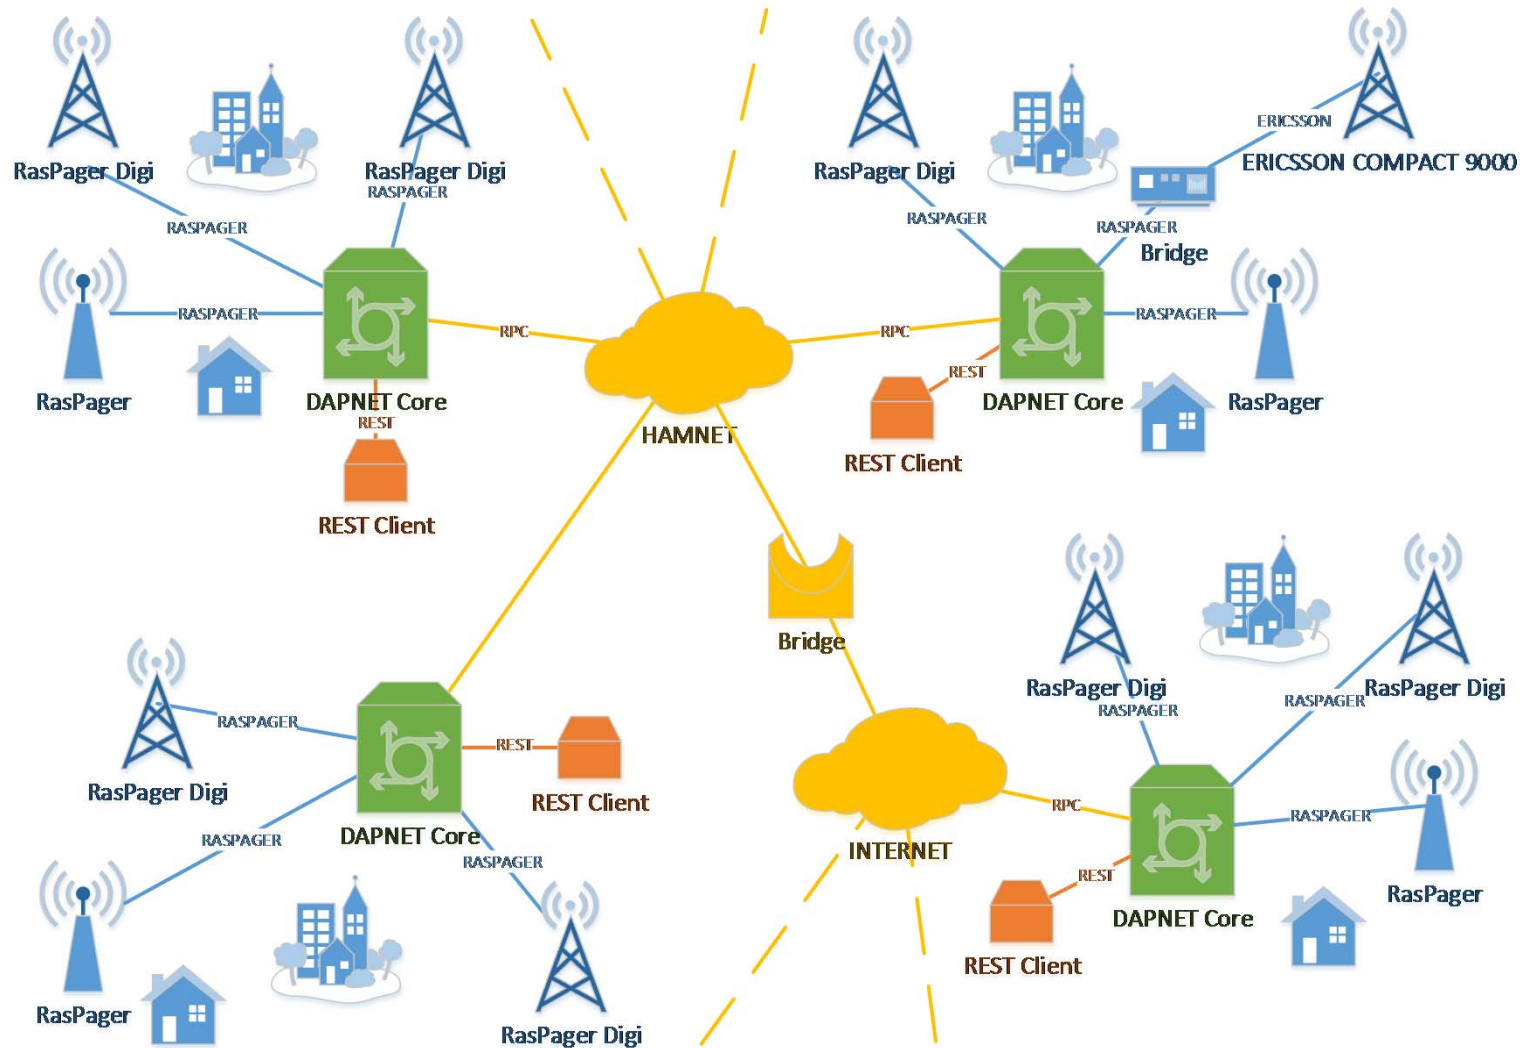 RasPager Digi
RASPAGER
RasPager Digi
RASPAGER
RASPAGER
RasPager
DAPNET Core
REST
REST Client
RPC
HAMNET
RPC
RasPager Digi
RASPAGER
ERICSSON
ERICSSON COMPACT 9000
RASPAGER
Bridge
RASPAGER
RasPager
DAPNET Core
REST
REST Client
Bridge
RasPager Digi
RASPAGER
RASPAGER
RasPager
DAPNET Core
REST
REST Client
RASPAGER
RasPager Digi
INTERNET
RPC
RasPager Digi
RASPAGER
RasPager Digi
RASPAGER
RASPAGER
RasPager
DAPNET Core
REST
REST Client